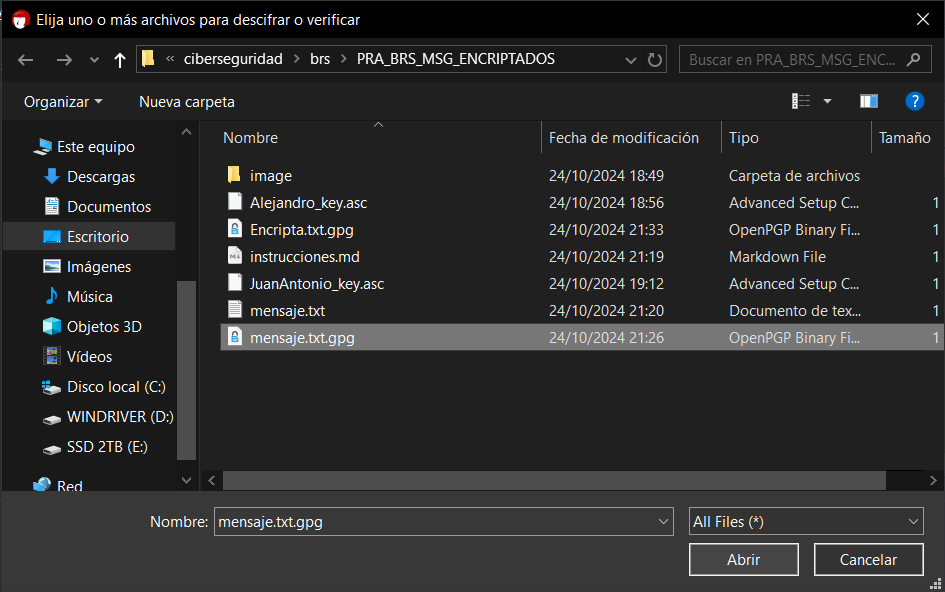 Elija uno o más archivos para descifrar o verificar
« ciberseguridad > brs > PRA_BRS_MSG_ENCRIPTADOS
Buscar en PRA_BRS_MSG_ENC...
Organizar
Nueva carpeta
?
Este equipo
Descargas
Documentos
Escritorio
Imágenes
Música
Objetos 3D
Vídeos
Disco local (C:)
WINDRIVER (D:)
SSD 2TB (E:)
Red
Nombre Fecha de modificación Tipo Tamaño
image 24/10/2024 18:49 Carpeta de archivos
Alejandro_key.asc 24/10/2024 18:56 Advanced Setup C... 1
Encripta.txt.gpg 24/10/2024 21:33 OpenPGP Binary Fi... 1
instrucciones.md 24/10/2024 21:19 Markdown File 1
JuanAntonio_key.asc 24/10/2024 19:12 Advanced Setup C... 1
mensaje.txt 24/10/2024 21:20 Documento de tex... 1
mensaje.txt.gpg 24/10/2024 21:26 OpenPGP Binary Fi... 1
Nombre: mensaje.txt.gpg
All Files (*)
Abrir
Cancelar